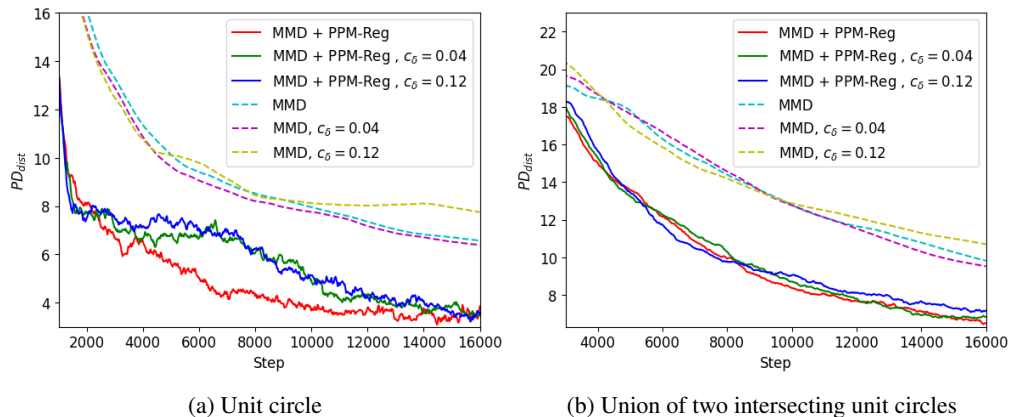 16
14
12
10
8
6
4
PD_dist
MMD + PPM-Reg
MMD + PPM-Reg , c_δ = 0.04
MMD + PPM-Reg , c_δ = 0.12
MMD
MMD, c_δ = 0.04
MMD, c_δ = 0.12
2000 4000 6000 8000 10000 12000 14000 16000
Step
(a) Unit circle
22
20
18
16
14
12
10
8
PD_dist
MMD + PPM-Reg
MMD + PPM-Reg , c_δ = 0.04
MMD + PPM-Reg , c_δ = 0.12
MMD
MMD, c_δ = 0.04
MMD, c_δ = 0.12
4000 6000 8000 10000 12000 14000 16000
Step
(b) Union of two intersecting unit circles